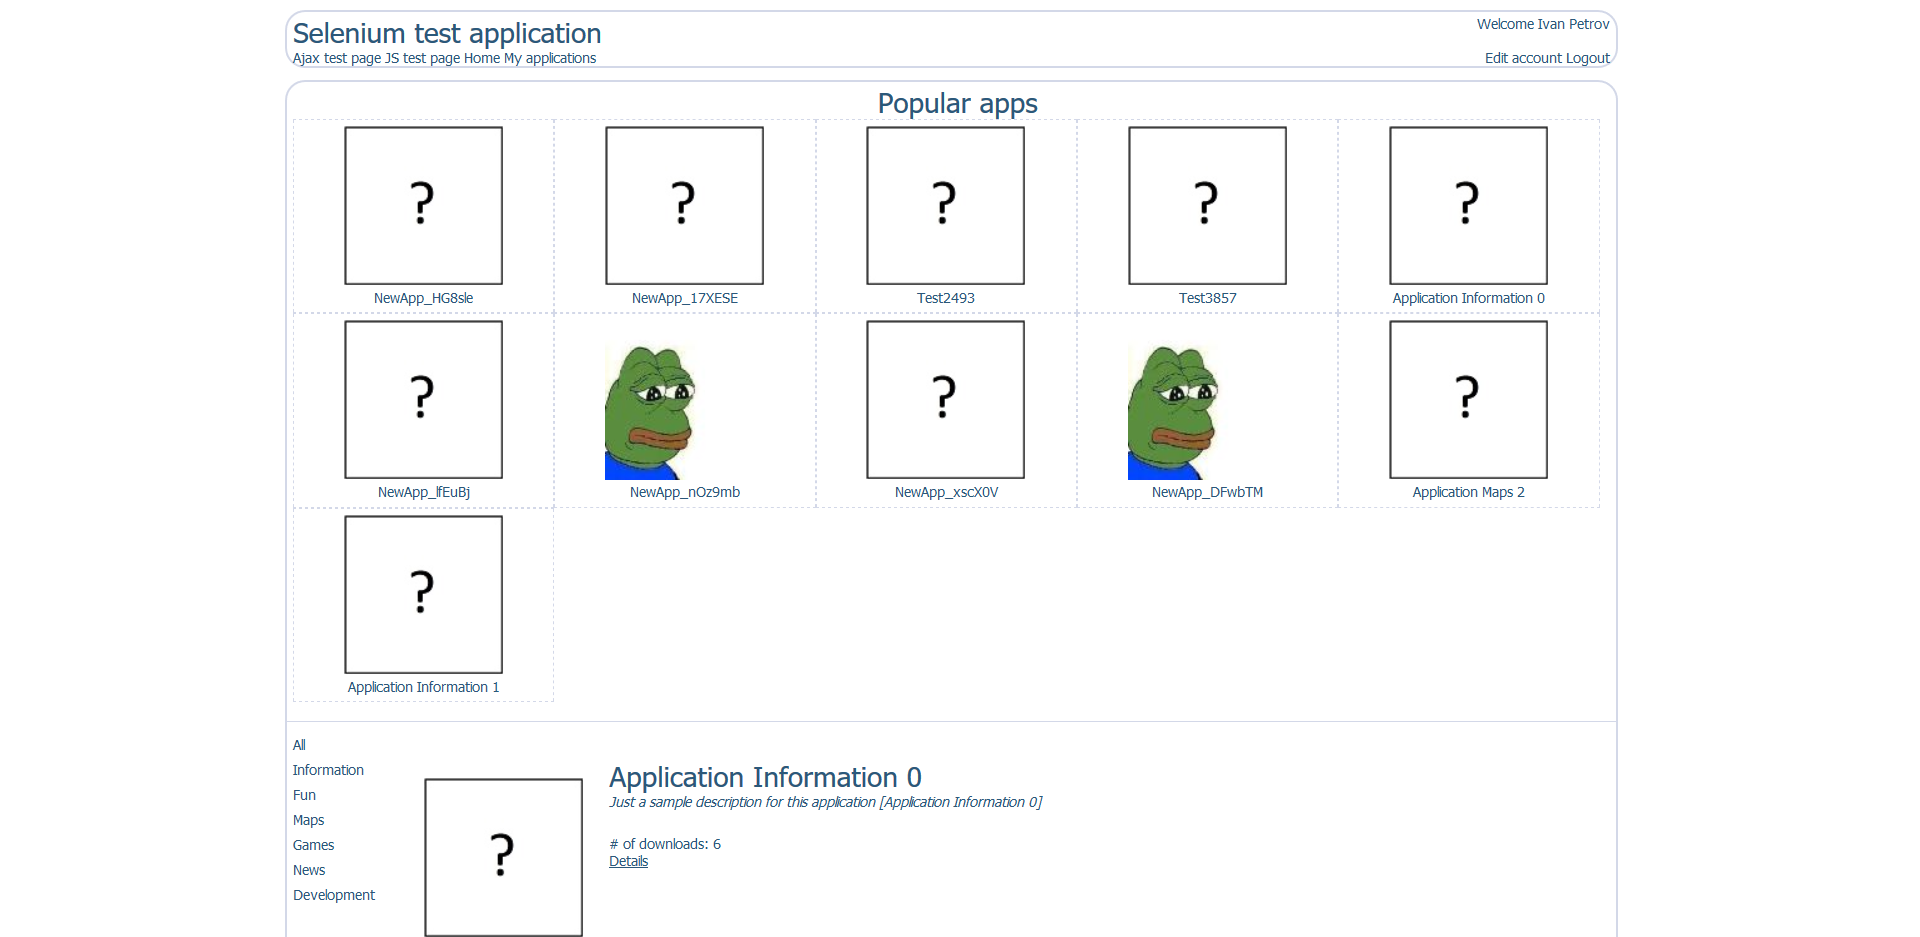 Selenium test application
Welcome Ivan Petrov
Ajax test page JS test page Home My applications
Edit account Logout
Popular apps
?
?
?
?
?
NewApp_HG8sle
NewApp_17XESE
Test2493
Test3857
Application Information 0
?
?
?
NewApp_lfEuBj
NewApp_nOz9mb
NewApp_xscX0V
NewApp_DFwbTM
Application Maps 2
?
Application Information 1
All
Information
Fun
Maps
Games
News
Development
?
Application Information 0
Just a sample description for this application [Application Information 0]
# of downloads: 6
Details